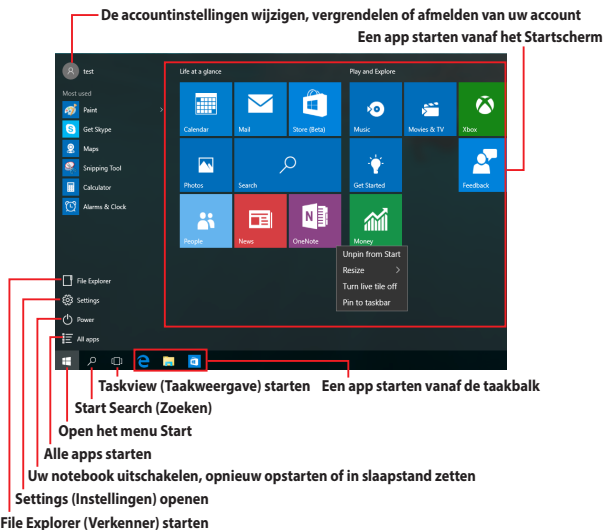 De accountinstellingen wijzigen, vergrendelen of afmelden van uw account
Een app starten vanaf het Startscherm
test
Life at a glance
Play and Explore
Most used
Paint
Get Skype
Maps
Snipping Tool
Calculator
Alarms & Clock
Calendar
Mail
Store (Beta)
Music
Movies & TV
Xbox
Photos
Search
Get Started
Feedback
People
News
OneNote
Money
Unpin from Start
Resize
Turn live tile off
Pin to taskbar
File Explorer
Settings
Power
All apps
Taskview (Taakweergave) starten
Een app starten vanaf de taakbalk
Start Search (Zoeken)
Open het menu Start
Alle apps starten
Uw notebook uitschakelen, opnieuw opstarten of in slaapstand zetten
Settings (Instellingen) openen
File Explorer (Verkenner) starten